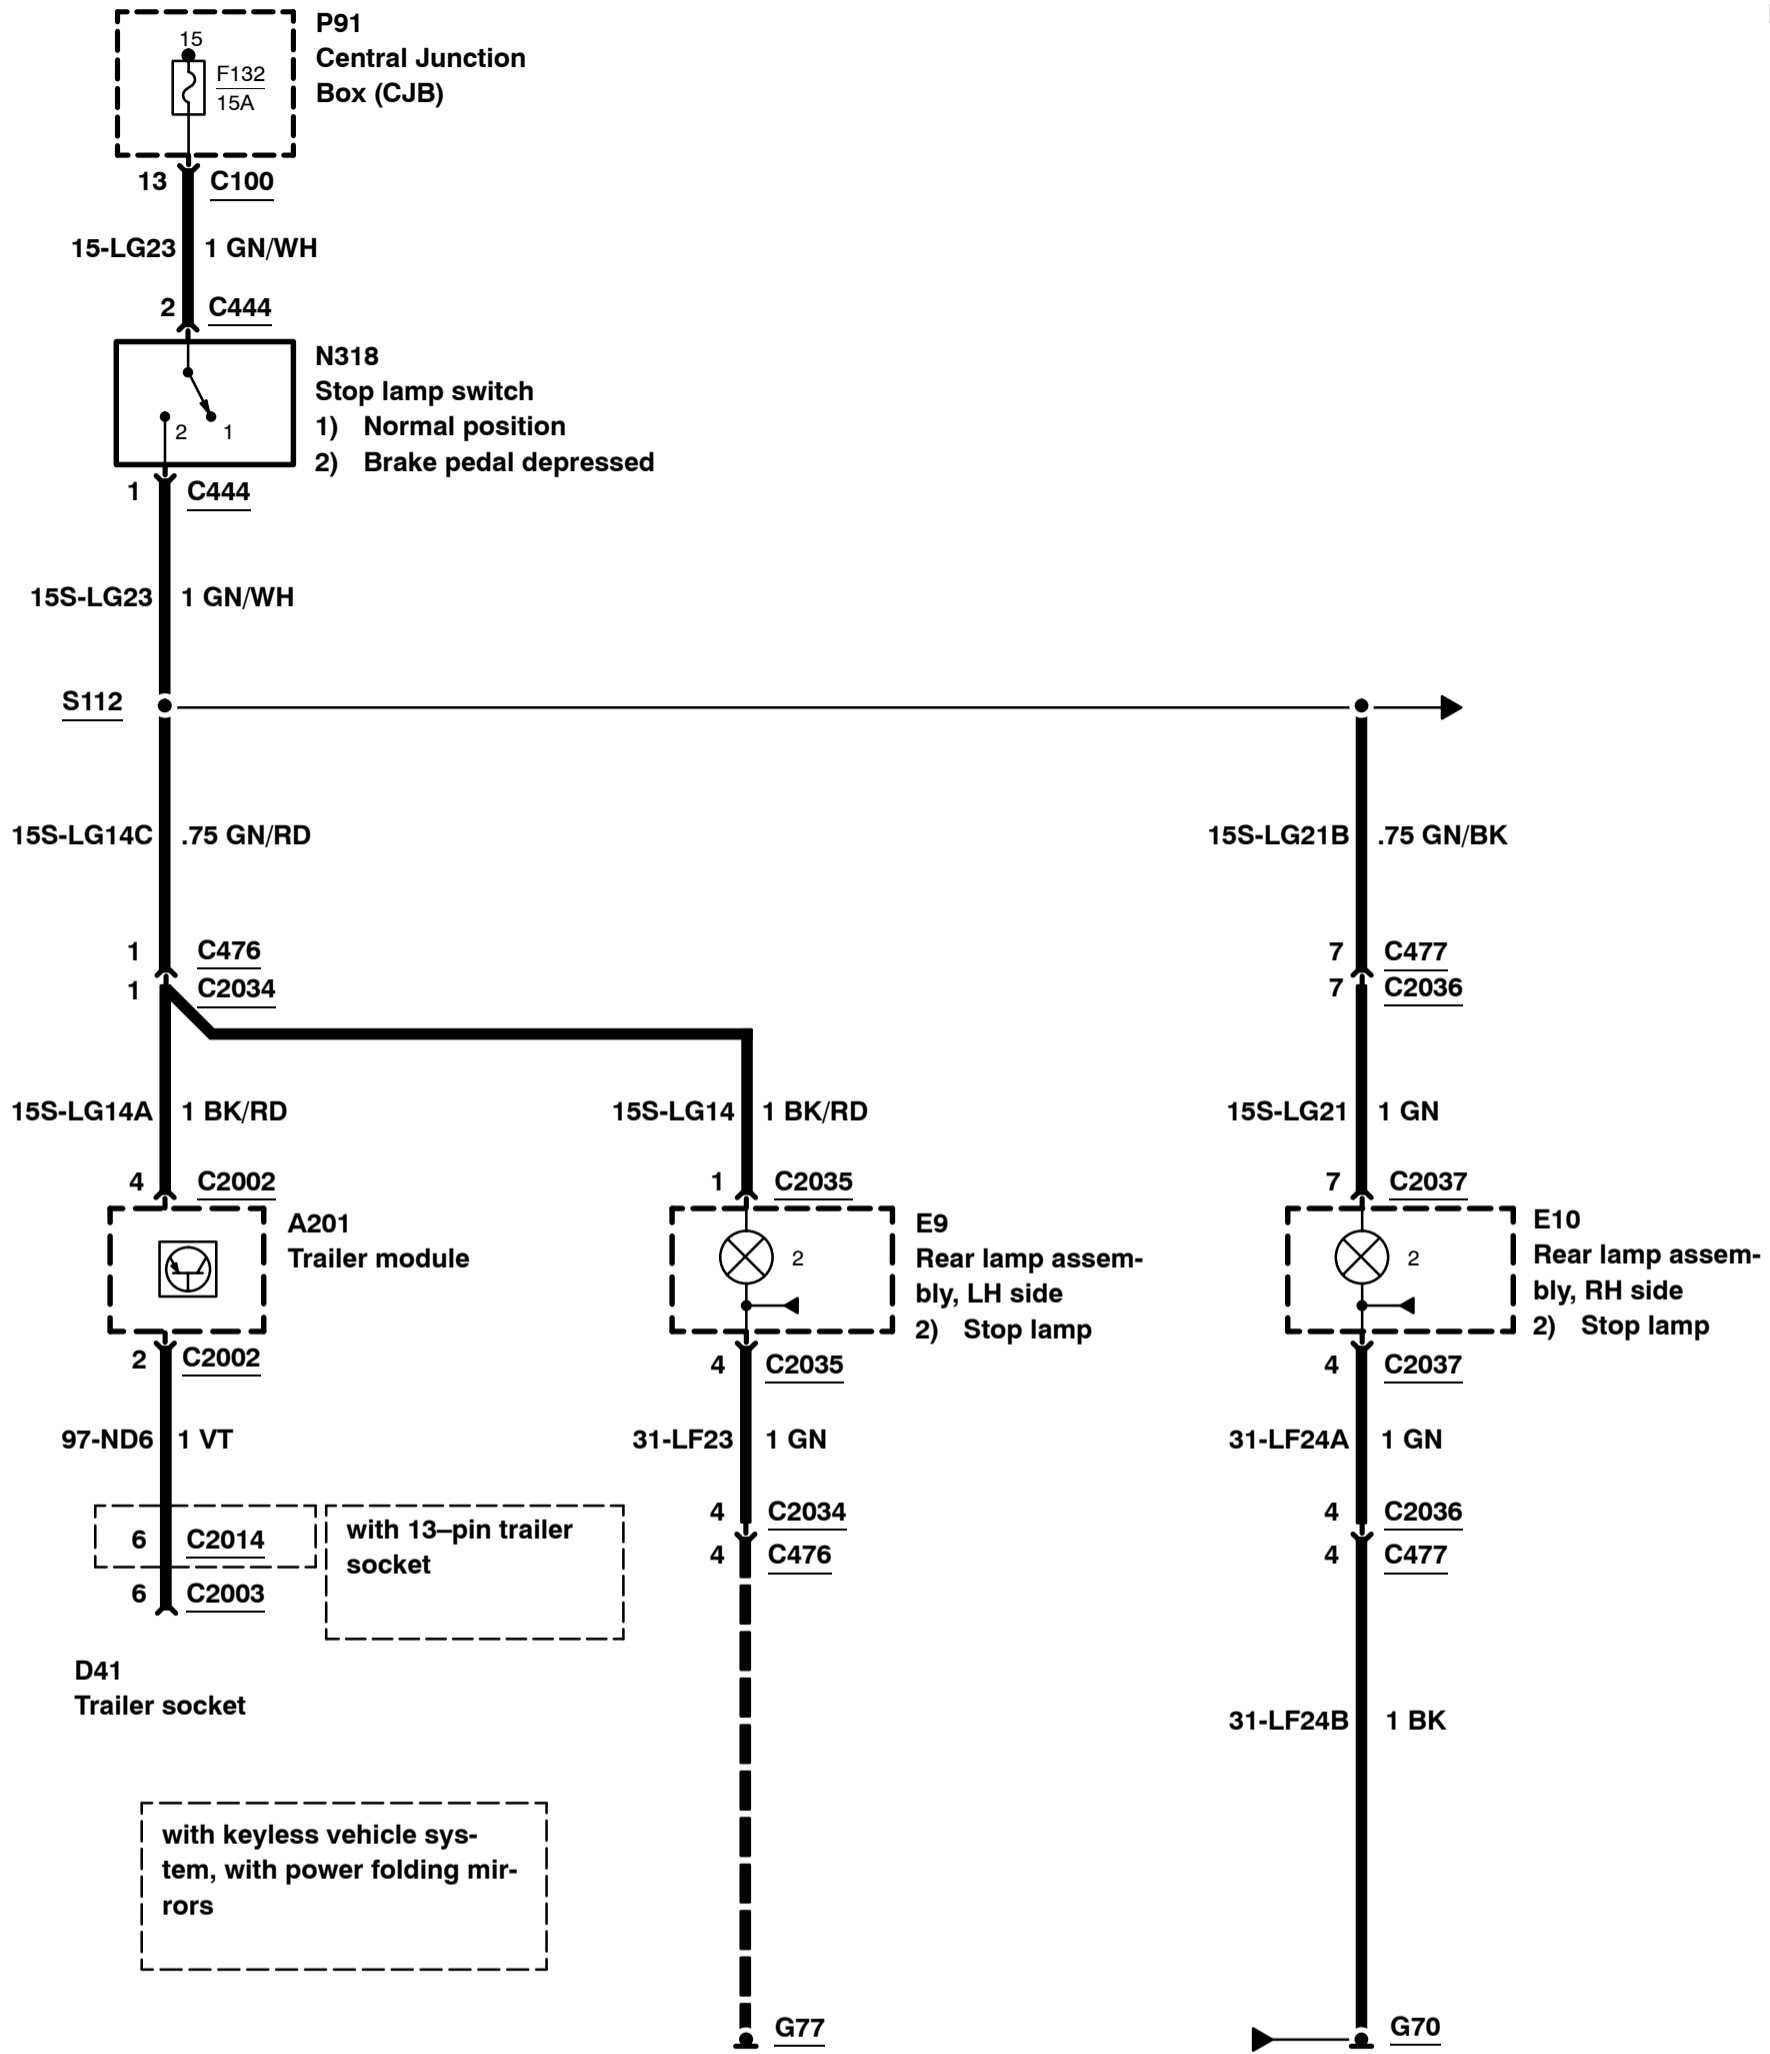 P91
Central Junction
Box (CJB)
15
F132
15A
13 C100
15-LG23 1 GN/WH
2 C444
N318
Stop lamp switch
1) Normal position
2) Brake pedal depressed
2 1
1 C444
15S-LG23 1 GN/WH
S112
15S-LG14C .75 GN/RD
15S-LG21B .75 GN/BK
1 C476
1 C2034
7 C477
7 C2036
15S-LG14A 1 BK/RD
15S-LG14 1 BK/RD
15S-LG21 1 GN
4 C2002
1 C2035
7 C2037
A201
Trailer module
2
E9
Rear lamp assem-
bly, LH side
2) Stop lamp
2
E10
Rear lamp assem-
bly, RH side
2) Stop lamp
2 C2002
4 C2035
4 C2037
97-ND6 1 VT
31-LF23 1 GN
31-LF24A 1 GN
6 C2014
6 C2003
with 13–pin trailer
socket
4 C2034
4 C476
4 C2036
4 C477
D41
Trailer socket
31-LF24B 1 BK
with keyless vehicle sys-
tem, with power folding mir-
rors
G77
G70